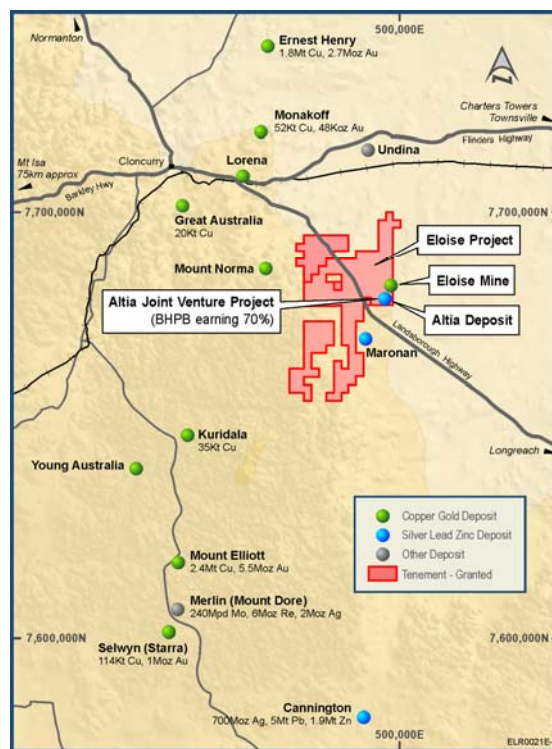 Normanton
500,000E
Ernest Henry
1.8Mt Cu, 2.7Moz Au
Monakoff
52Kt Cu, 48Koz Au
Charters Towers
Townsville
Flinders Highway
Undina
Mt Isa
75km approx
Cloncurry
Lorena
Barkley Hwy
7,700,000N
7,700,000N
Great Australia
20Kt Cu
Eloise Project
Mount Norma
Eloise Mine
Altia Joint Venture Project
(BHPB earning 70%)
Altia Deposit
Landsborough Highway
Maronan
Kuridala
35Kt Cu
Longreach
Young Australia
Copper Gold Deposit
Silver Lead Zinc Deposit
Other Deposit
Tenement - Granted
Mount Elliott
2.4Mt Cu, 5.5Moz Au
Merlin (Mount Dore)
240Mpd Mo, 6Moz Re, 2Moz Ag
7,600,000N
7,600,000N
Selwyn (Starra)
114Kt Cu, 1Moz Au
Cannington
700Moz Ag, 5Mt Pb, 1.9Mt Zn
500,000E
ELR0021E